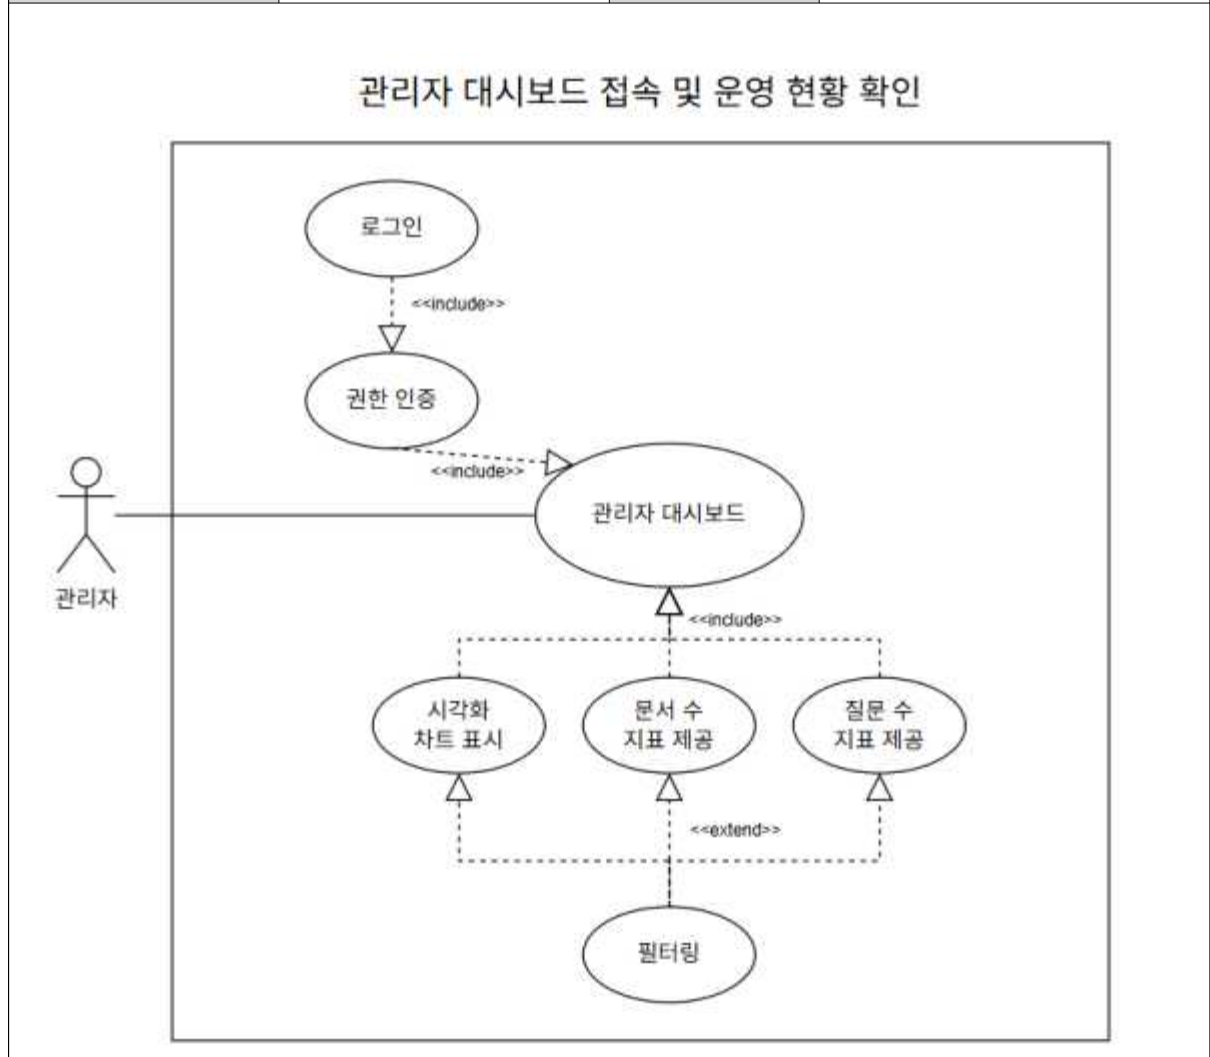 관리자 대시보드 접속 및 운영 현황 확인
로그인
<<include>>
권한 인증
<<include>>
관리자 대시보드
관리자
<<include>>
시각화
차트 표시
문서 수
지표 제공
질문 수
지표 제공
<<extend>>
필터링